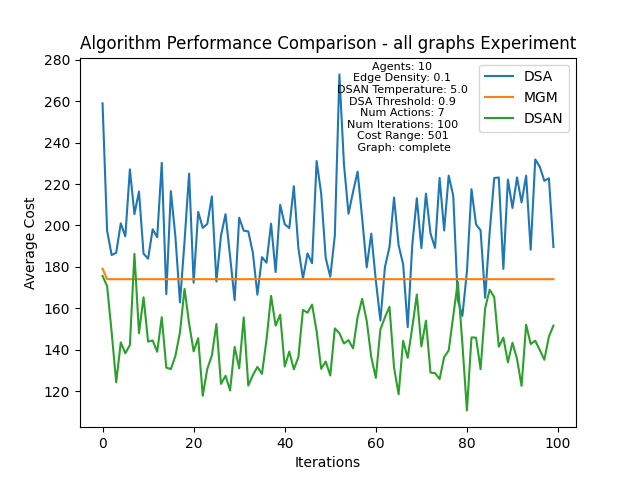 Algorithm Performance Comparison - all graphs Experiment
280
260
240
220
200
180
160
140
120
Average Cost
Agents: 10
Edge Density: 0.1
DSAN Temperature: 5.0
DSA Threshold: 0.9
Num Actions: 7
Num Iterations: 100
Cost Range: 501
Graph: complete
DSA
MGM
DSAN
0
20
40
60
80
100
Iterations